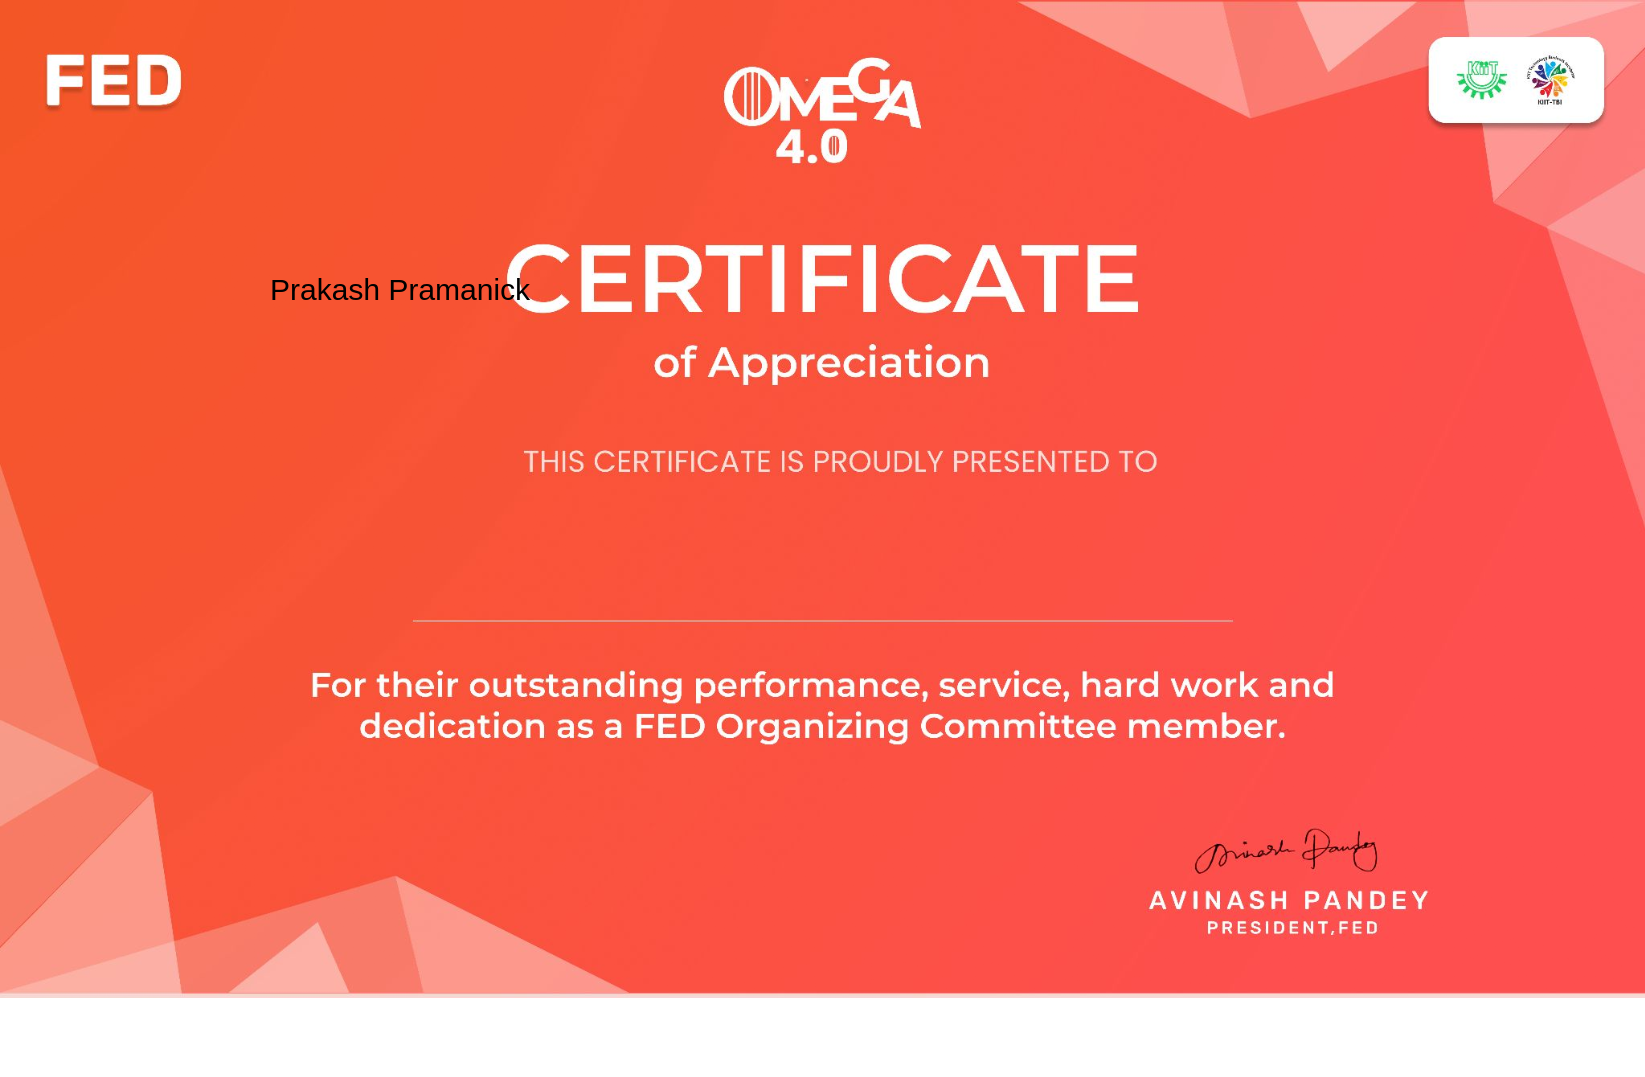 FED
OMEGA
4.0
KIIT
KIIT-TBI
CERTIFICATE
Prakash Pramanick
of Appreciation
THIS CERTIFICATE IS PROUDLY PRESENTED TO
For their outstanding performance, service, hard work and
dedication as a FED Organizing Committee member.
Avinash Pandey
AVINASH PANDEY
PRESIDENT,FED